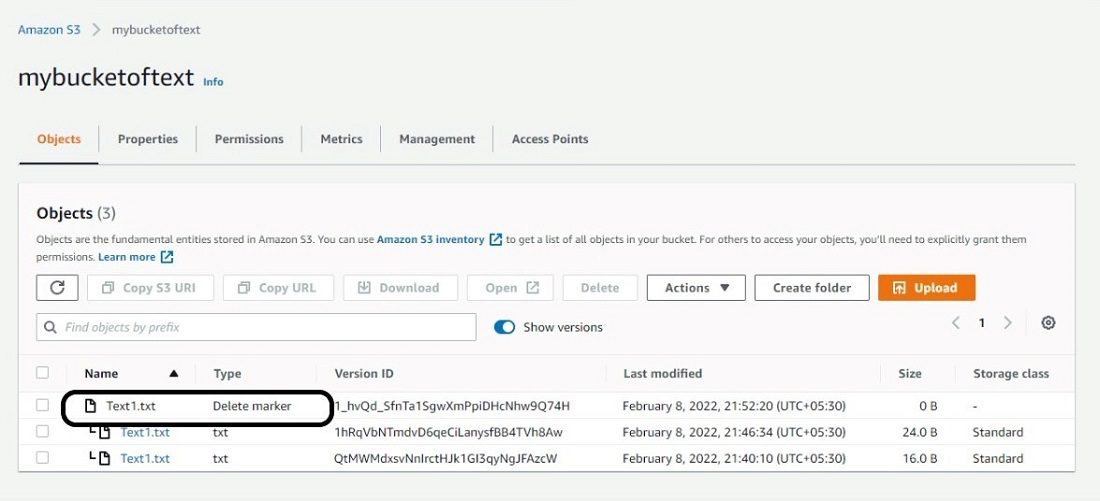 Amazon S3 > mybucketoftext
mybucketoftext Info
Objects Properties Permissions Metrics Management Access Points
Objects (3)
Objects are the fundamental entities stored in Amazon S3. You can use Amazon S3 inventory to get a list of all objects in your bucket. For others to access your objects, you'll need to explicitly grant them
permissions. Learn more
Copy S3 URI Copy URL Download Open Delete Actions Create folder Upload
Find objects by prefix Show versions 1
Name Type Version ID Last modified Size Storage class
Text1.txt Delete marker 1_hvQd_SfnTa1SgwXmPpiDHcNhw9Q74H February 8, 2022, 21:52:20 (UTC+05:30) 0 B -
Text1.txt txt 1hRqVbNTmdvD6qeCiLanysfBB4TVh8Aw February 8, 2022, 21:46:34 (UTC+05:30) 24.0 B Standard
Text1.txt txt QtMWMdxsvNnIrctHJk1GI3qyNgJFAzcW February 8, 2022, 21:40:10 (UTC+05:30) 16.0 B Standard